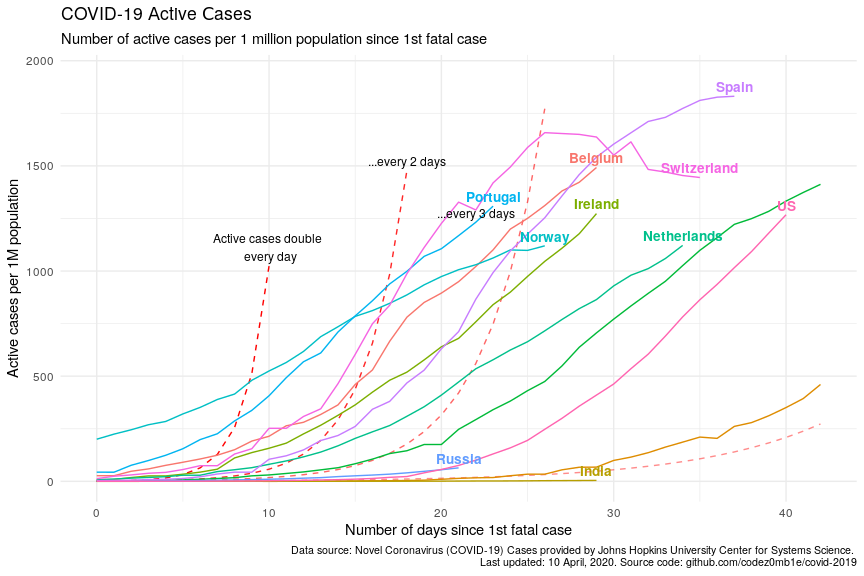 COVID-19 Active Cases
Number of active cases per 1 million population since 1st fatal case
2000
1500
1000
500
0
Active cases per 1M population
Spain
...every 2 days
Belgium
Switzerland
Portugal
...every 3 days
Ireland
US
Active cases double
every day
Norway
Netherlands
Russia
India
0
10
20
30
40
Number of days since 1st fatal case
Data source: Novel Coronavirus (COVID-19) Cases provided by Johns Hopkins University Center for Systems Science.
Last updated: 10 April, 2020. Source code: github.com/codez0mb1e/covid-2019